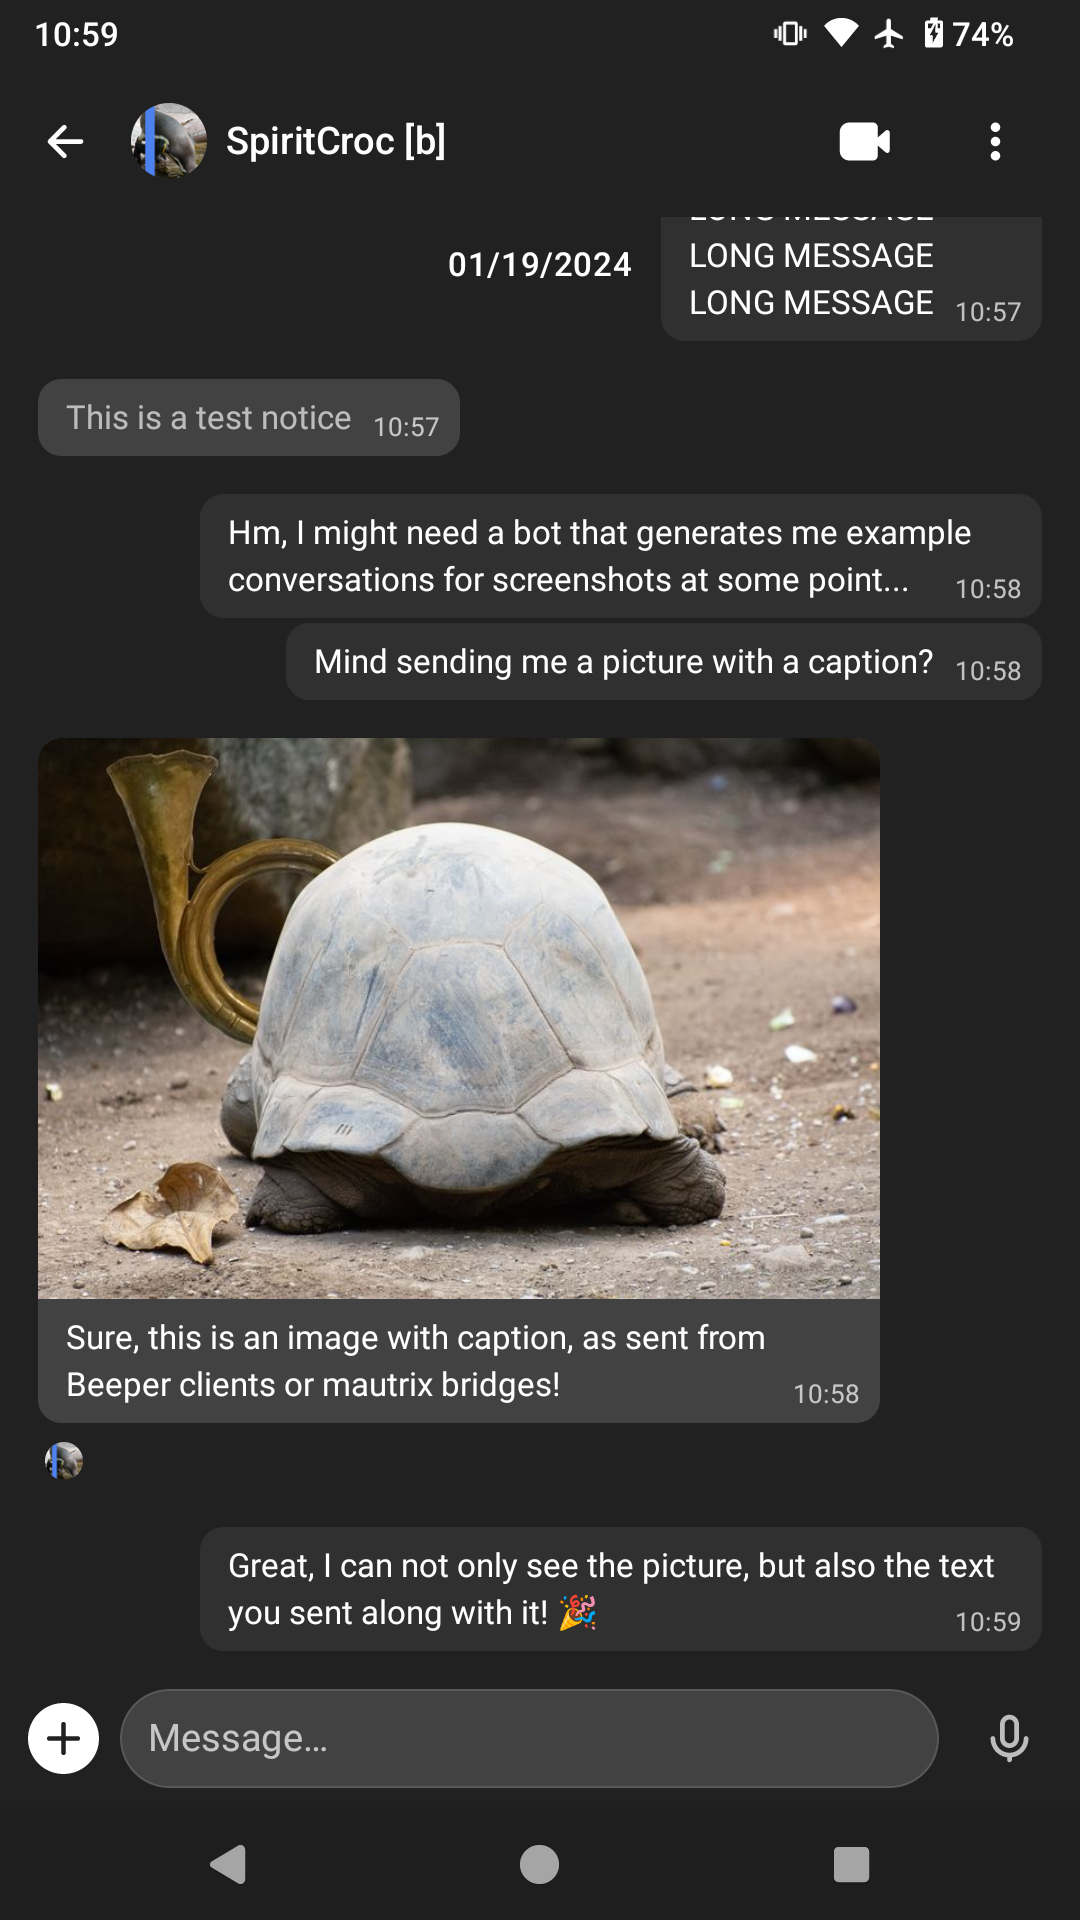 10:59
74%
SpiritCroc [b]
LONG MESSAGE
01/19/2024
LONG MESSAGE
LONG MESSAGE 10:57
This is a test notice 10:57
Hm, I might need a bot that generates me example
conversations for screenshots at some point... 10:58
Mind sending me a picture with a caption? 10:58
Sure, this is an image with caption, as sent from
Beeper clients or mautrix bridges! 10:58
Great, I can not only see the picture, but also the text
you sent along with it! 🎉 10:59
Message…